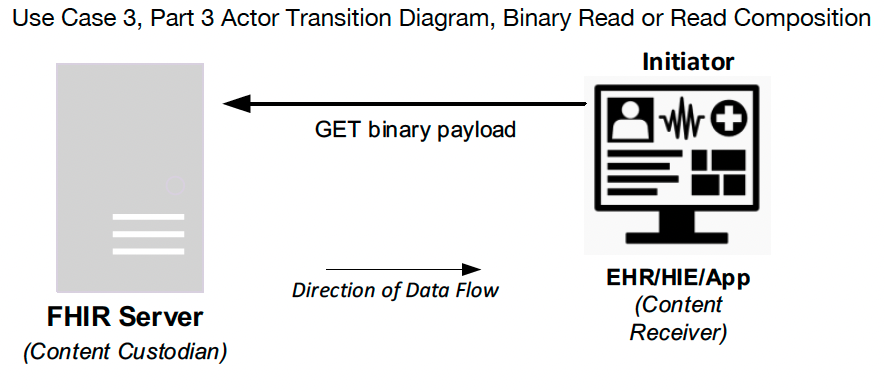 Use Case 3, Part 3 Actor Transition Diagram, Binary Read or Read Composition
Initiator
GET binary payload
Direction of Data Flow
EHR/HIE/App
(Content
Receiver)
FHIR Server
(Content Custodian)